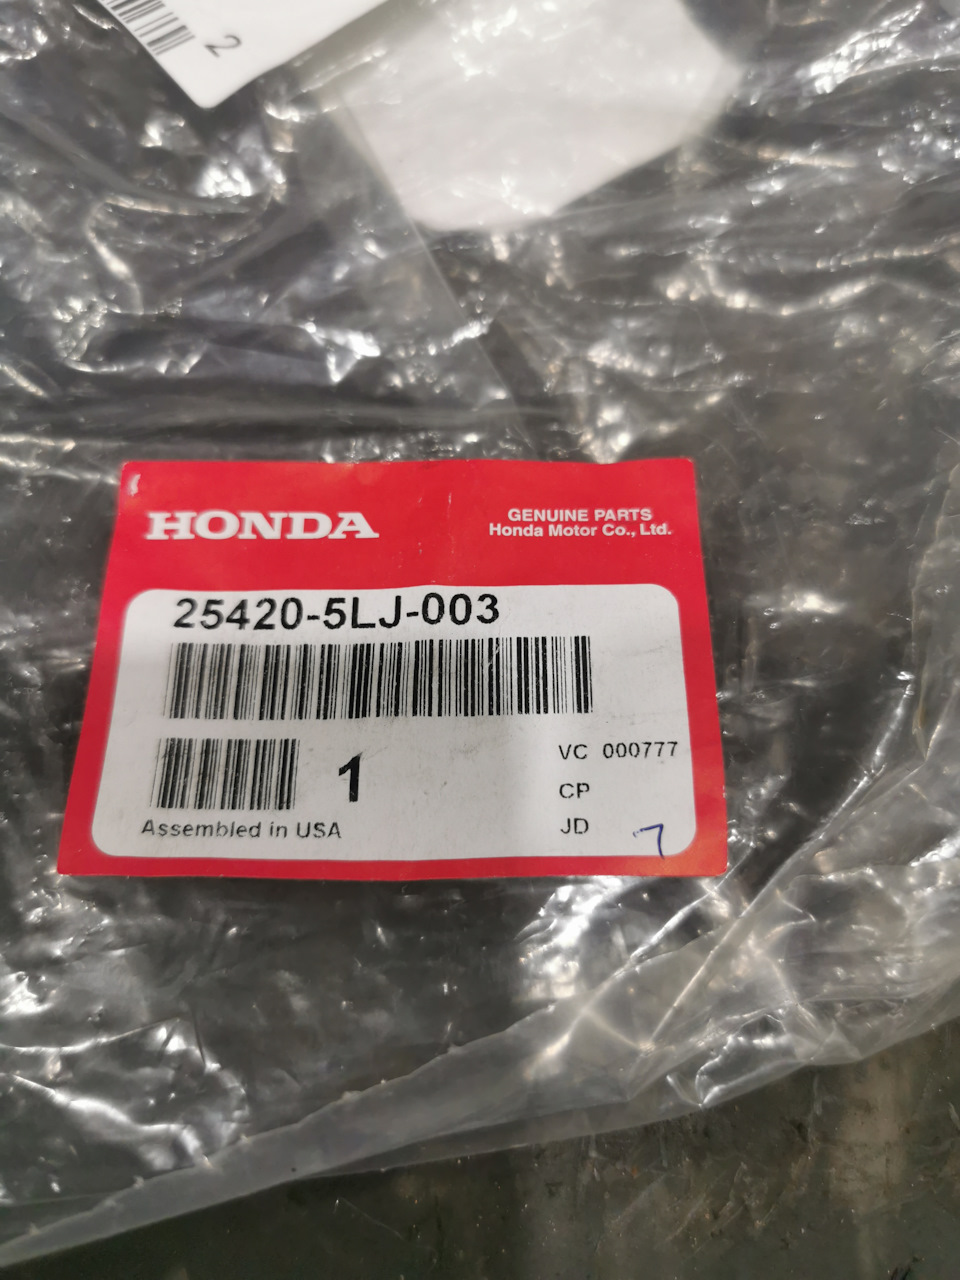 2
HONDA
GENUINE PARTS
Honda Motor Co., Ltd.
25420-5LJ-003
1
VC 000777
CP
Assembled in USA
JD
7